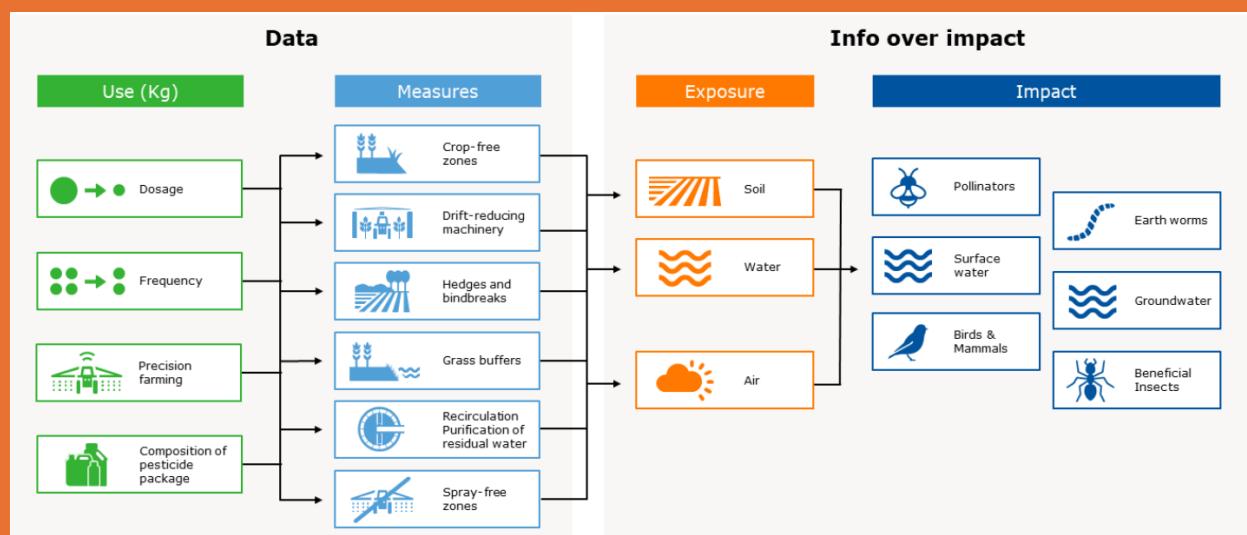 Data
Use (Kg)
Dosage
Frequency
Precision
farming
Composition of
pesticide
package
Measures
Crop-free
zones
Drift-reducing
machinery
Hedges and
bindbreaks
Grass buffers
Recirculation
Purification of
residual water
Spray-free
zones
Info over impact
Exposure
Soil
Water
Air
Impact
Pollinators
Surface
water
Birds &
Mammals
Earth worms
Groundwater
Beneficial
Insects